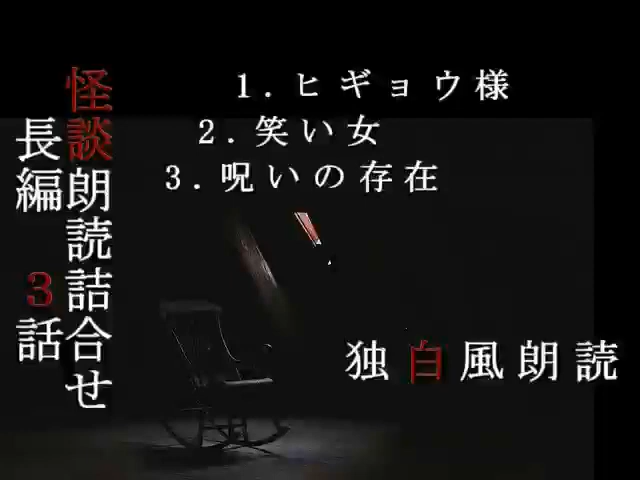 怪談朗読詰合せ
長編 3話
1.ヒギョウ様
2.笑い女
3.呪いの存在
独白風朗読